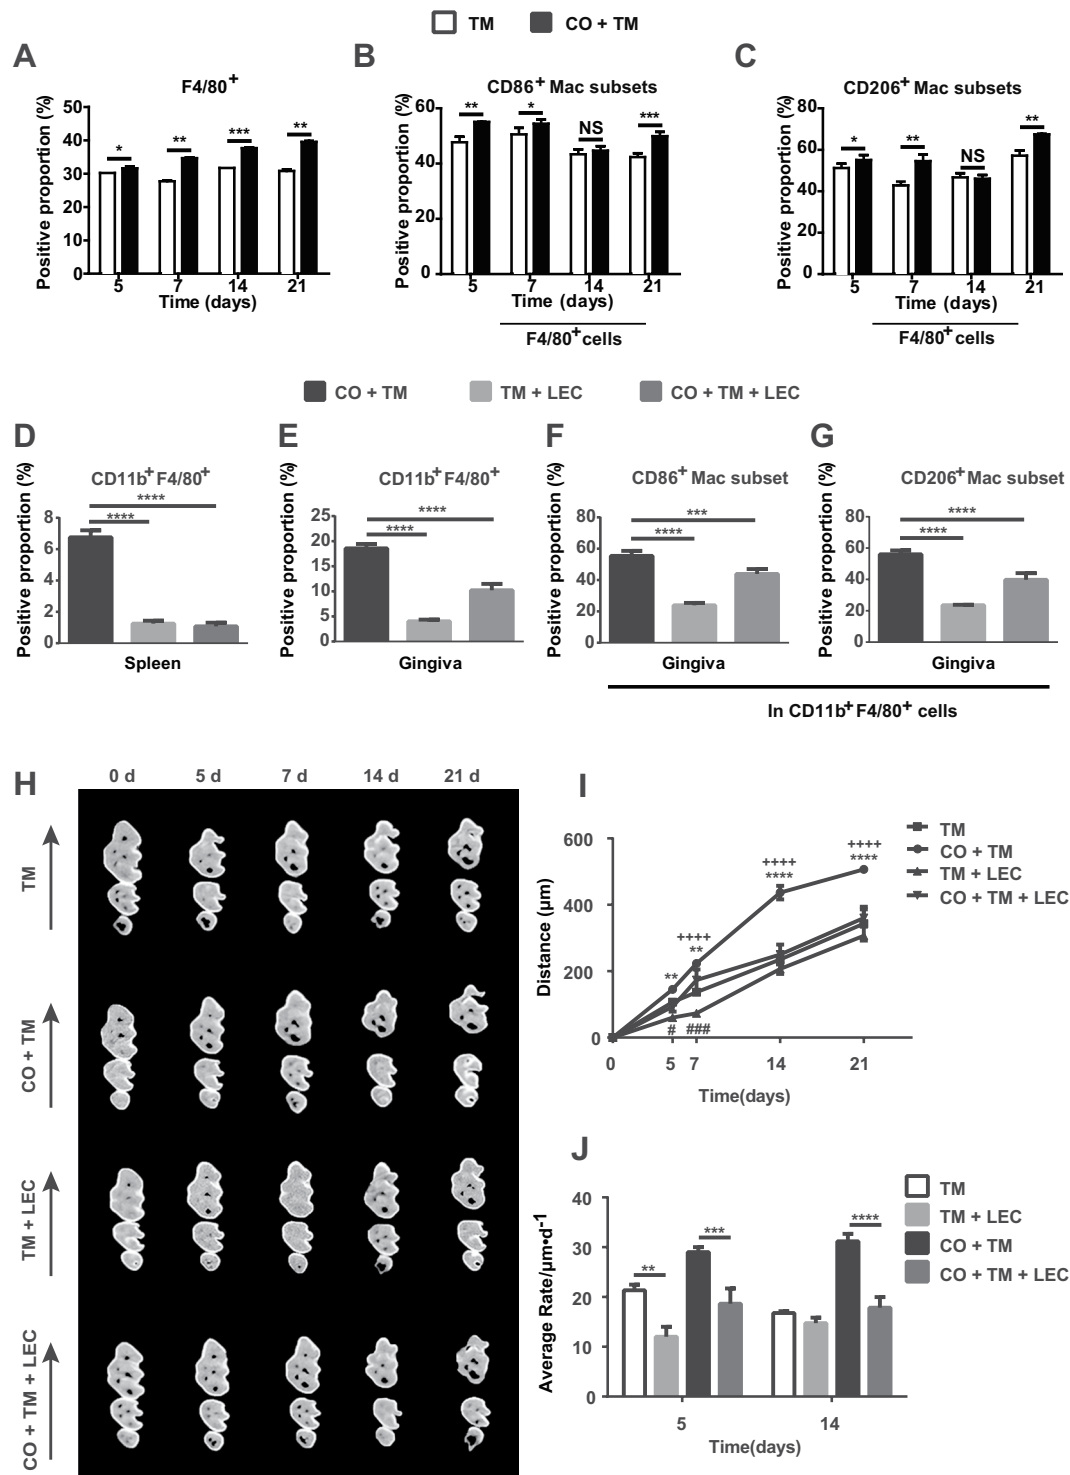 TM CO + TM
A B C
F4/80+
CD86+ Mac subsets
CD206+ Mac subsets
Positive proportion (%)
50
40
30
20
10
0
* ** *** **
5 7 14 21
Time (days)
Positive proportion (%)
60
40
20
0
** * NS ***
5 7 14 21
Time (days)
F4/80+cells
Positive proportion (%)
80
60
40
20
0
* ** NS **
5 7 14 21
Time (days)
F4/80+cells
CO + TM TM + LEC CO + TM + LEC
D E F G
CD11b+F4/80+
Positive proportion (%)
8
6
4
2
0
****
****
Spleen
CD11b+F4/80+
Positive proportion (%)
25
20
15
10
5
0
****
****
Gingiva
CD86+ Mac subset
Positive proportion (%)
80
60
40
20
0
***
****
Gingiva
CD206+ Mac subset
Positive proportion (%)
80
60
40
20
0
****
****
Gingiva
In CD11b+F4/80+ cells
H
0 d 5 d 7 d 14 d 21 d
TM
CO + TM
TM + LEC
CO + TM + LEC
I
TM
CO + TM
TM + LEC
CO + TM + LEC
Distance (μm)
600
400
200
0
**
++++
**
++++
****
++++
****
# ###
0 5 7 14 21
Time(days)
J
TM
TM + LEC
CO + TM
CO + TM + LEC
Average Rate/μm•d-1
40
30
20
10
0
** *** ****
5 14
Time(days)